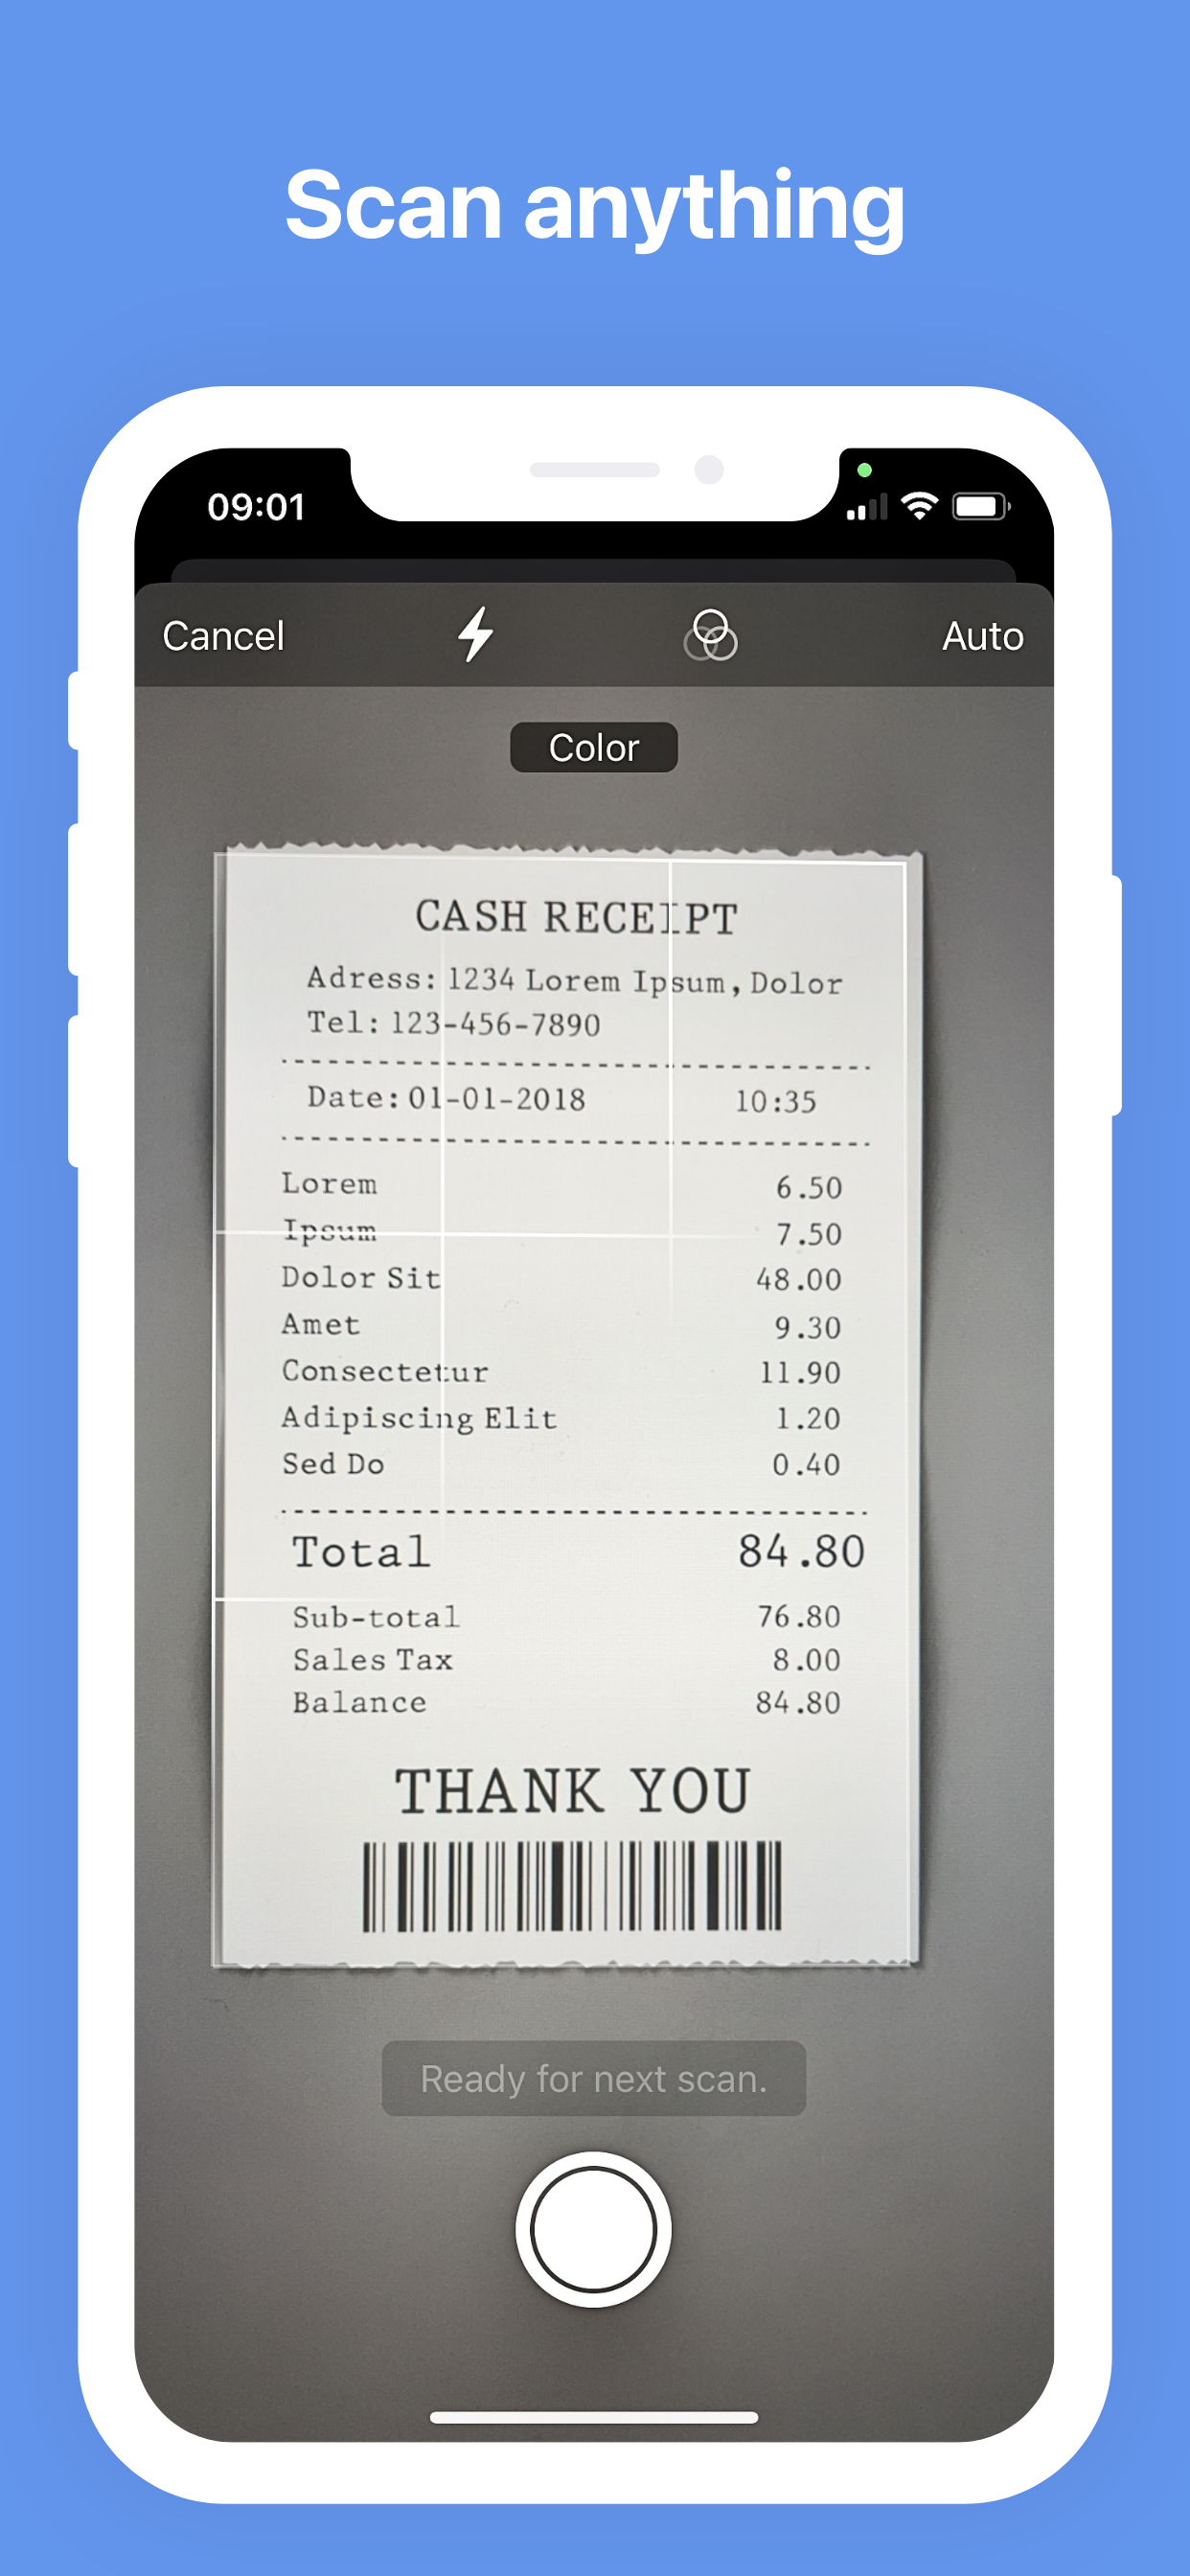 Scan anything
09:01
Cancel Auto
Color
CASH RECEIPT
Adress: 1234 Lorem Ipsum, Dolor
Tel: 123-456-7890
Date: 01-01-2018 10:35
Lorem 6.50
Ipsum 7.50
Dolor Sit 48.00
Amet 9.30
Consectetur 11.90
Adipiscing Elit 1.20
Sed Do 0.40
Total 84.80
Sub-total 76.80
Sales Tax 8.00
Balance 84.80
THANK YOU
Ready for next scan.